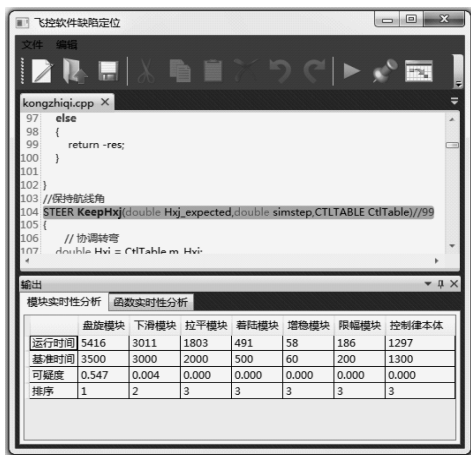 飞控软件缺陷定位
文件 编辑
kongzhiqi.cpp ×
97 else
98 {
99 return -res;
100 }
101
102 }
103 //保持航线角
104 STEER KeepHxj(double Hxj_expected,double simstep,CTLTABLE CtlTable)//99
105 {
106 // 协调转弯
107 double Hxj = CtlTable.m_Hxj;
输出
模块实时性分析 函数实时性分析
盘旋模块 下滑模块 拉平模块 着陆模块 增稳模块 限幅模块 控制律本体
运行时间 5416 3011 1803 491 58 186 1297
基准时间 3500 3000 2000 500 60 200 1300
可疑度 0.547 0.004 0.000 0.000 0.000 0.000 0.000
排序 1 2 3 3 3 3 3